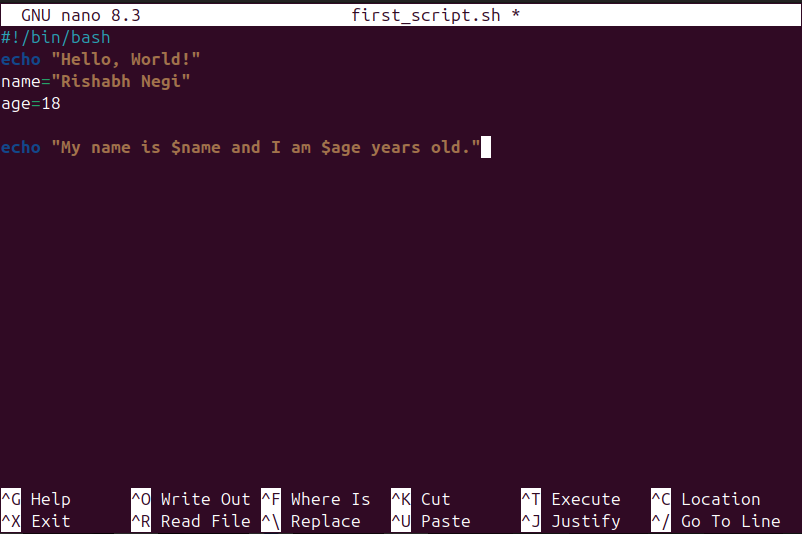 GNU nano 8.3 first_script.sh *
#!/bin/bash
echo "Hello, World!"
name="Rishabh Negi"
age=18
echo "My name is $name and I am $age years old."
^G Help ^O Write Out ^F Where Is ^K Cut ^T Execute ^C Location
^X Exit ^R Read File ^\ Replace ^U Paste ^J Justify ^/ Go To Line